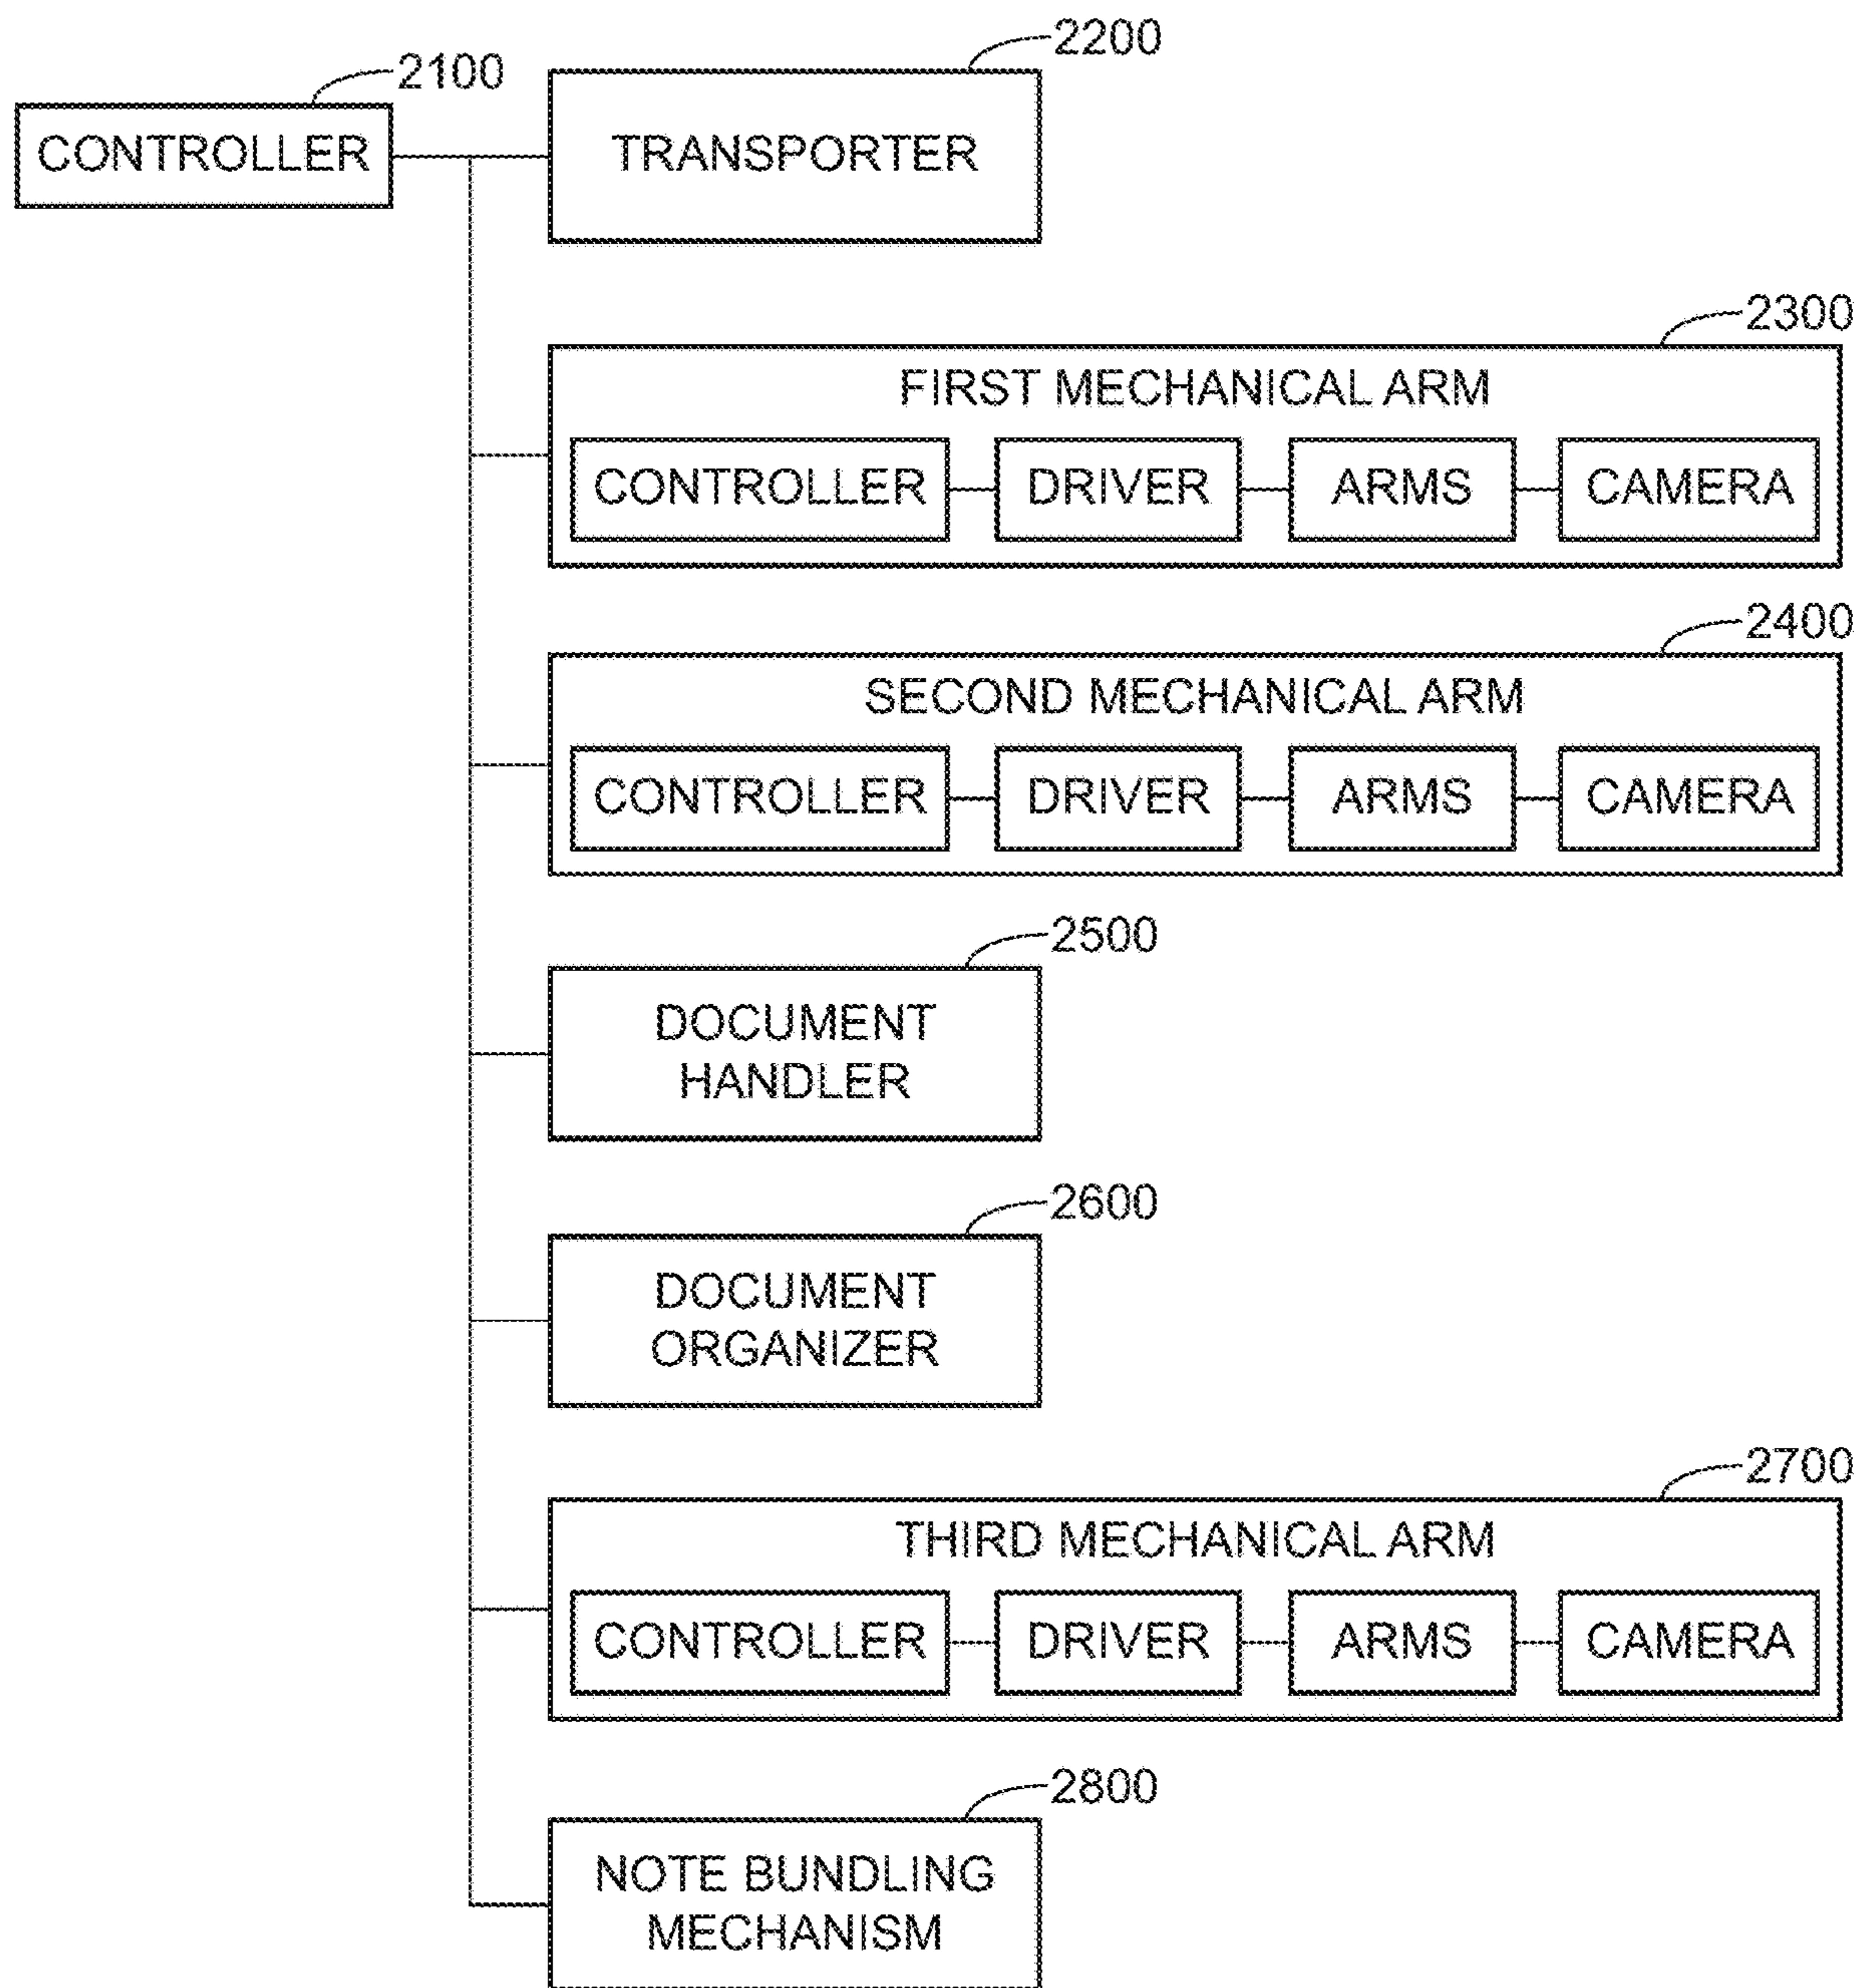 2200
2100
CONTROLLER
TRANSPORTER
2300
FIRST MECHANICAL ARM
CONTROLLER DRIVER ARMS CAMERA
2400
SECOND MECHANICAL ARM
CONTROLLER DRIVER ARMS CAMERA
2500
DOCUMENT
HANDLER
2600
DOCUMENT
ORGANIZER
2700
THIRD MECHANICAL ARM
CONTROLLER DRIVER ARMS CAMERA
2800
NOTE BUNDLING
MECHANISM